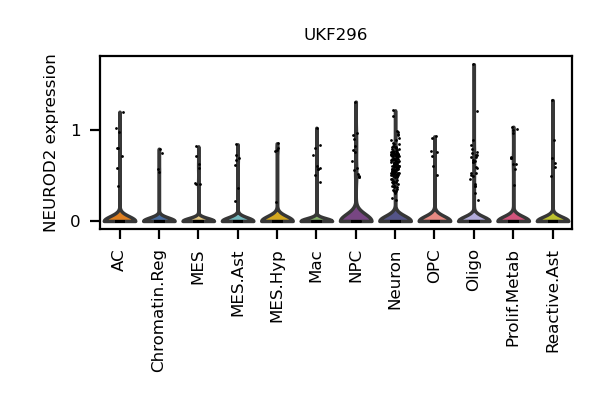 UKF296
NEUROD2 expression
1
0
AC
Chromatin.Reg
MES
MES.Ast
MES.Hyp
Mac
NPC
Neuron
OPC
Oligo
Prolif.Metab
Reactive.Ast